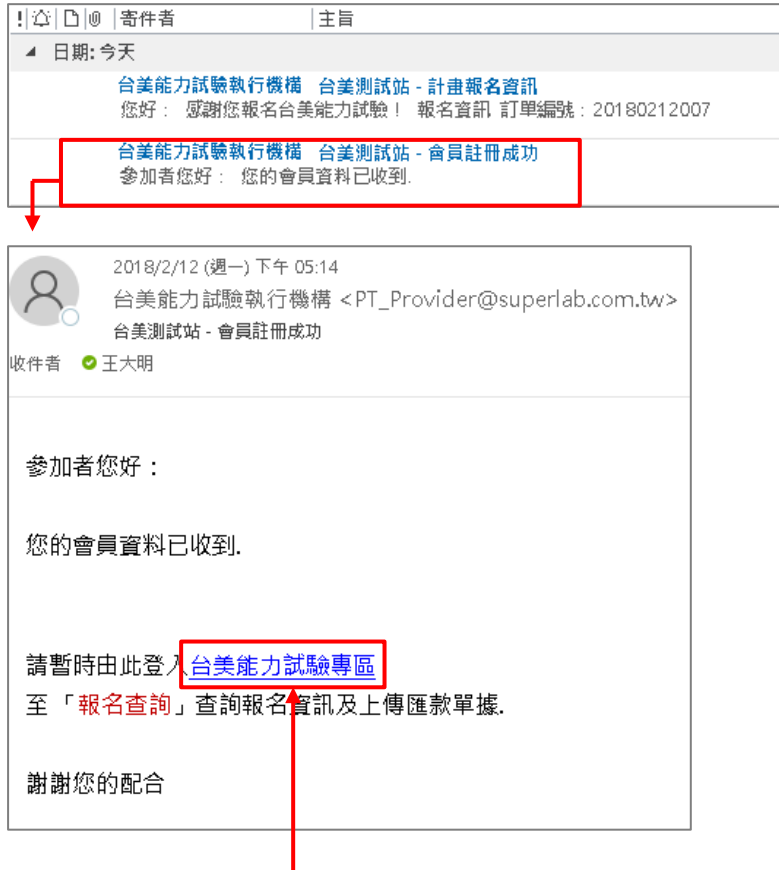 ! 寄件者 主旨
日期: 今天
台美能力試驗執行機構 台美測試站 - 計畫報名資訊
您好： 感謝您報名台美能力試驗！ 報名資訊 訂單編號：20180212007
台美能力試驗執行機構 台美測試站 - 會員註冊成功
參加者您好： 您的會員資料已收到.
2018/2/12 (週一) 下午 05:14
台美能力試驗執行機構 <PT_Provider@superlab.com.tw>
台美測試站 - 會員註冊成功
收件者 王大明
參加者您好：
您的會員資料已收到.
請暫時由此登入台美能力試驗專區
至 「報名查詢」查詢報名資訊及上傳匯款單據.
謝謝您的配合